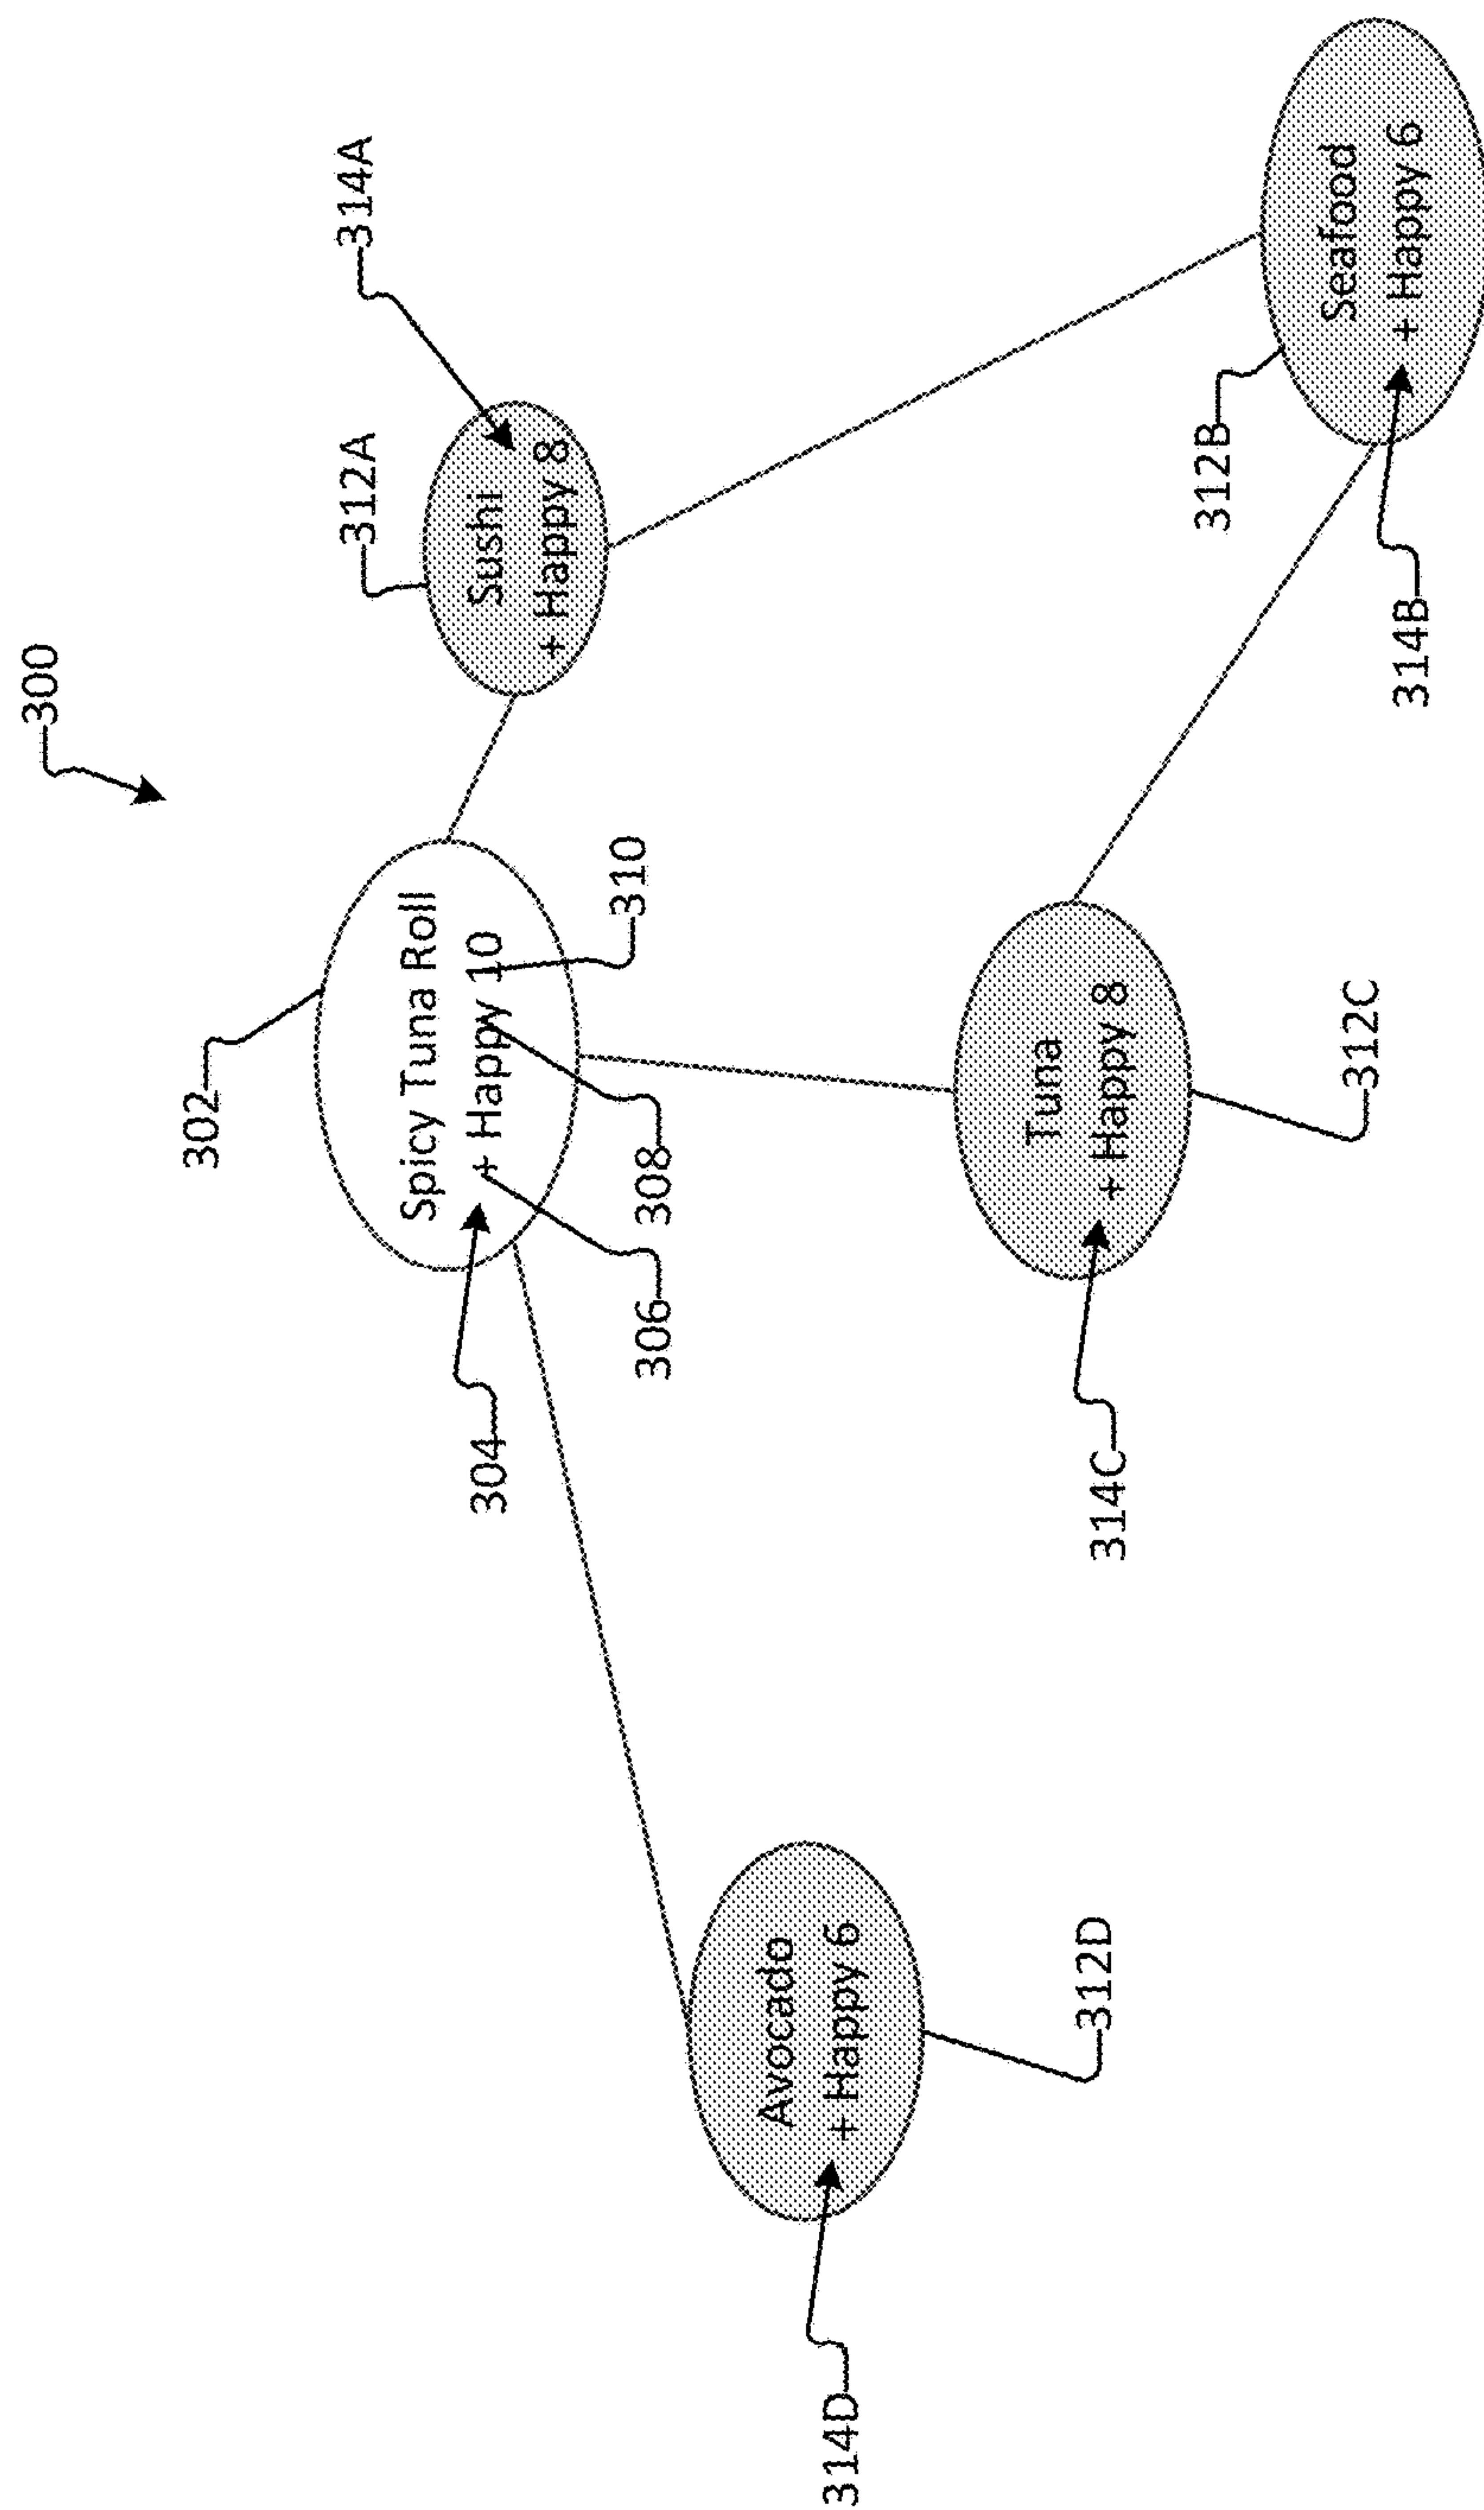 300
302
Spicy Tuna Roll
+ Happy 10
304
306
308
310
312A
314A
Sushi
+ Happy 8
Avocado
+ Happy 6
314D
312D
Tuna
+ Happy 8
314C
312C
312B
Seafood
+ Happy 6
314B